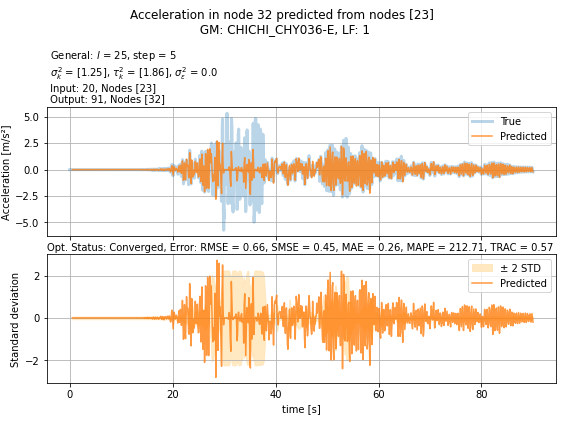 Acceleration in node 32 predicted from nodes [23]
GM: CHICHI_CHY036-E, LF: 1
General: l = 25, step = 5
σ²ₖ = [1.25], τ²ₖ = [1.86], σ²ε = 0.0
Input: 20, Nodes [23]
Output: 91, Nodes [32]
Acceleration [m/s²]
5.0
2.5
0.0
−2.5
−5.0
True
Predicted
Opt. Status: Converged, Error: RMSE = 0.66, SMSE = 0.45, MAE = 0.26, MAPE = 212.71, TRAC = 0.57
Standard deviation
2
0
−2
± 2 STD
Predicted
0 20 40 60 80
time [s]